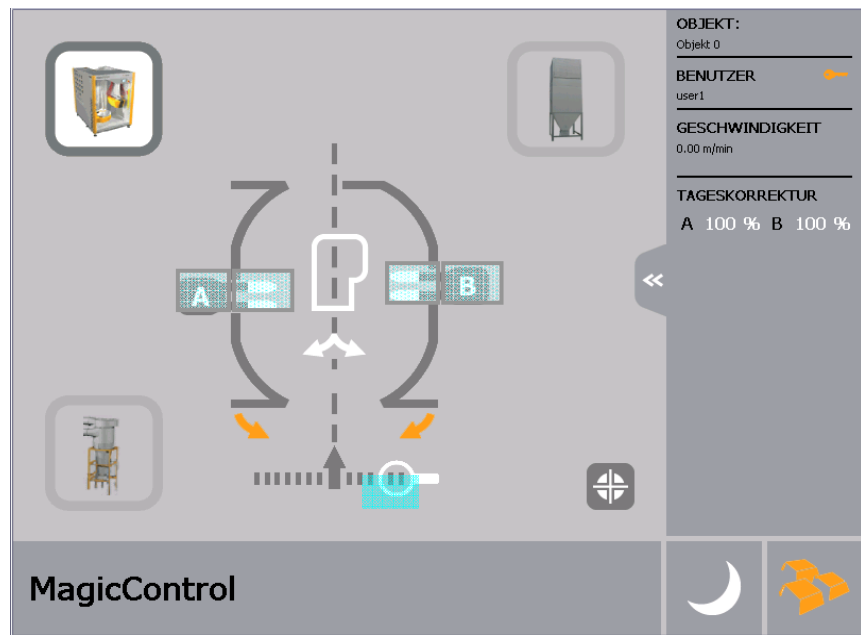 OBJEKT:
Objekt 0
BENUTZER
user1
GESCHWINDIGKEIT
0.00 m/min
TAGESKORREKTUR
A 100 % B 100 %
A
B
MagicControl